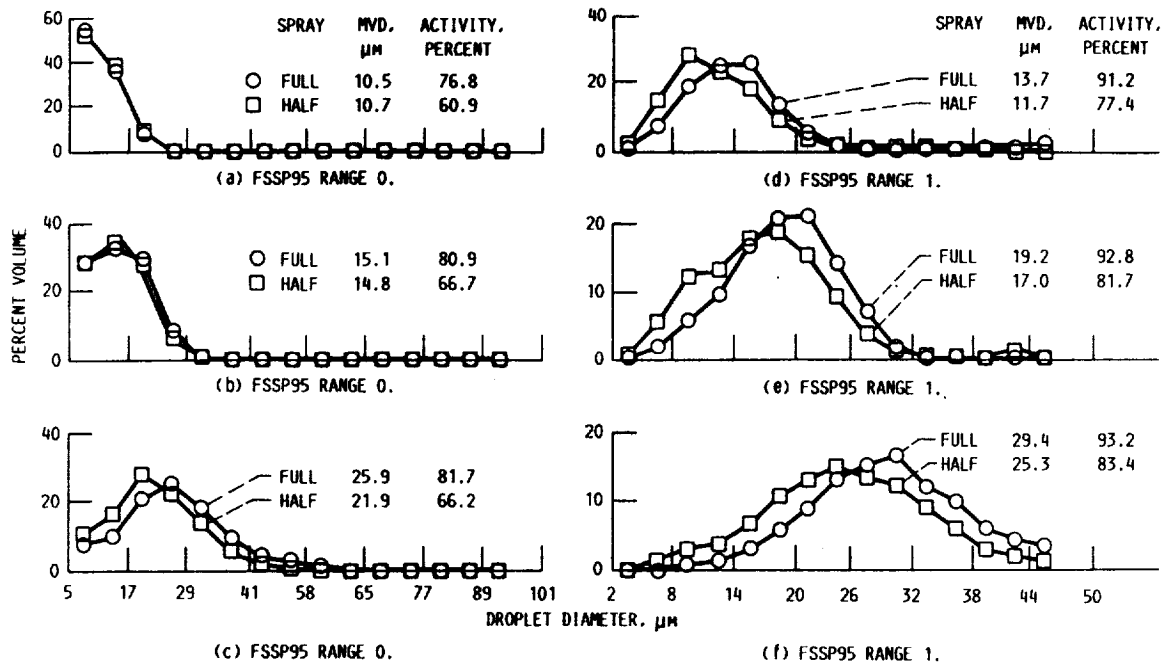 60
40
20
0
SPRAY MVD, ACTIVITY,
μM PERCENT
FULL 10.5 76.8
HALF 10.7 60.9
(a) FSSP95 RANGE 0.
40
20
0
SPRAY MVD, ACTIVITY,
μM PERCENT
FULL 13.7 91.2
HALF 11.7 77.4
(d) FSSP95 RANGE 1.
PERCENT VOLUME
40
20
0
FULL 15.1 80.9
HALF 14.8 66.7
(b) FSSP95 RANGE 0.
20
10
0
FULL 19.2 92.8
HALF 17.0 81.7
(e) FSSP95 RANGE 1.
40
20
0
FULL 25.9 81.7
HALF 21.9 66.2
5 17 29 41 53 65 77 89 101
20
10
0
FULL 29.4 93.2
HALF 25.3 83.4
2 8 14 20 26 32 38 44 50
DROPLET DIAMETER, μM
(c) FSSP95 RANGE 0.
(f) FSSP95 RANGE 1.